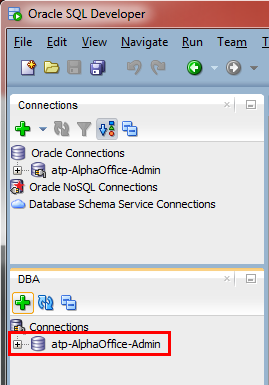 Oracle SQL Developer
File Edit View Navigate Run Team T
Connections
Oracle Connections
atp-AlphaOffice-Admin
Oracle NoSQL Connections
Database Schema Service Connections
DBA
Connections
atp-AlphaOffice-Admin